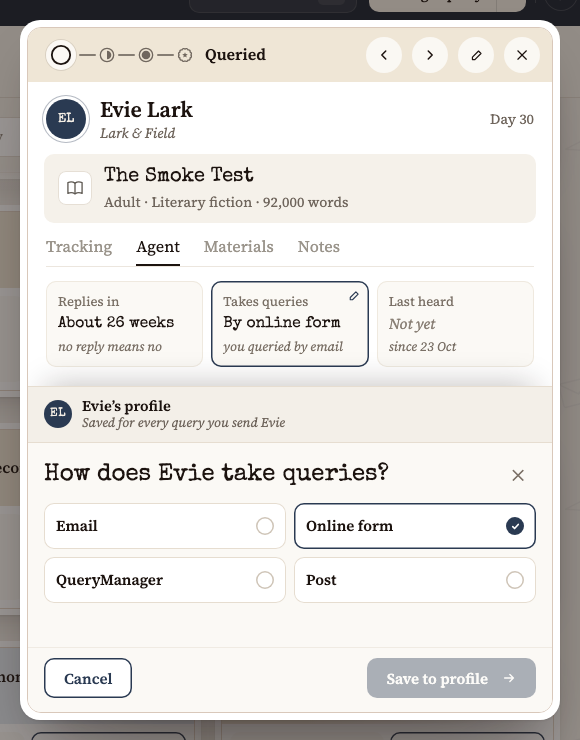 Queried
EL
Evie Lark
Lark & Field
Day 30
The Smoke Test
Adult · Literary fiction · 92,000 words
Tracking
Agent
Materials
Notes
Replies in
About 26 weeks
no reply means no
Takes queries
By online form
you queried by email
Last heard
Not yet
since 23 Oct
EL
Evie’s profile
Saved for every query you send Evie
How does Evie take queries?
Email
Online form
QueryManager
Post
Cancel
Save to profile